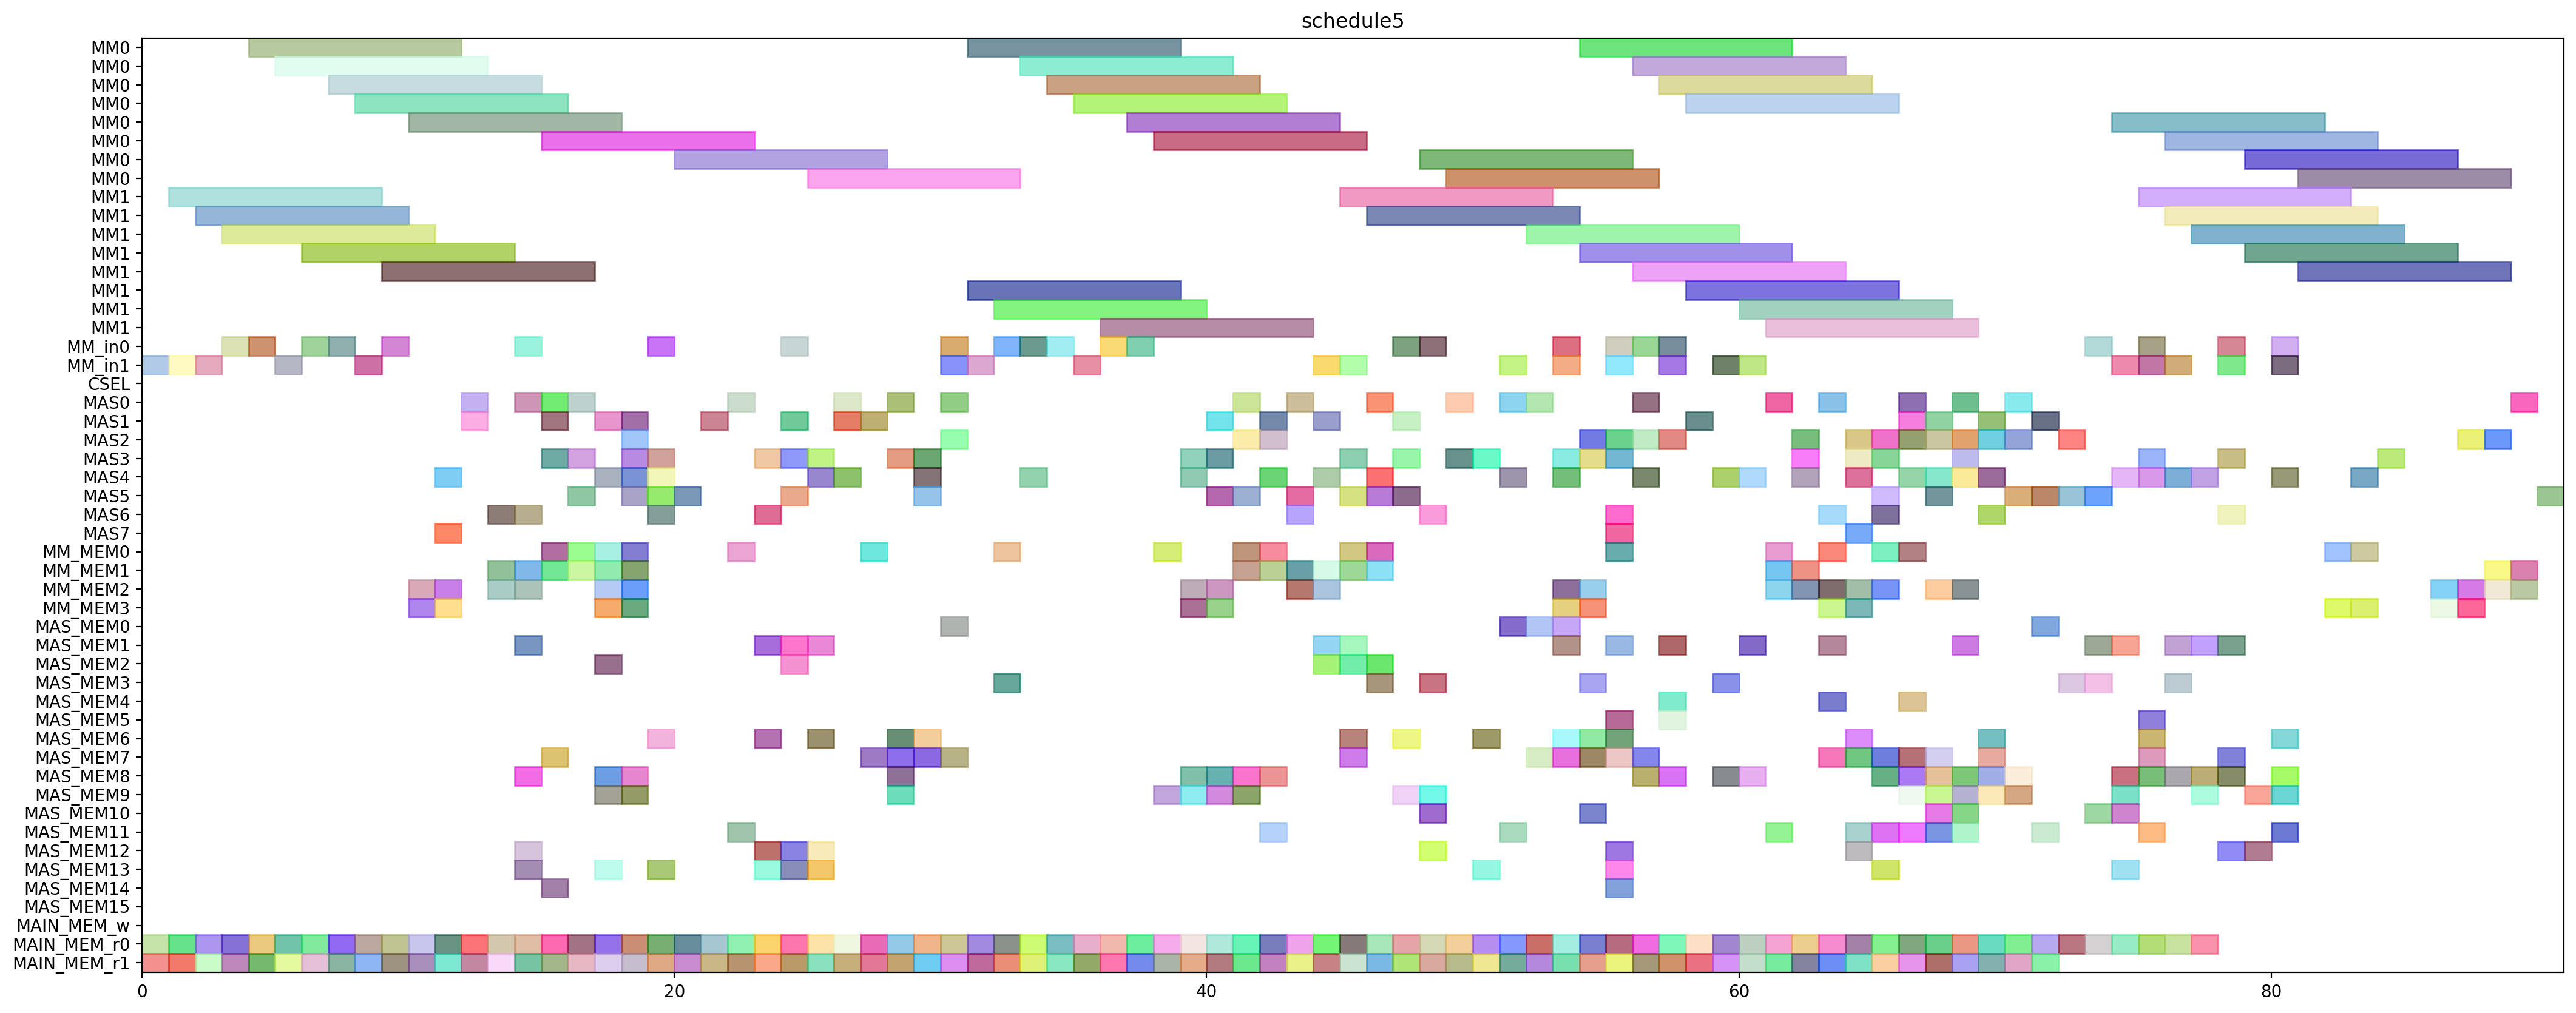 schedule5
MM0
MM0
MM0
MM0
MM0
MM0
MM0
MM0
MM1
MM1
MM1
MM1
MM1
MM1
MM1
MM1
MM_in0
MM_in1
CSEL
MAS0
MAS1
MAS2
MAS3
MAS4
MAS5
MAS6
MAS7
MM_MEM0
MM_MEM1
MM_MEM2
MM_MEM3
MAS_MEM0
MAS_MEM1
MAS_MEM2
MAS_MEM3
MAS_MEM4
MAS_MEM5
MAS_MEM6
MAS_MEM7
MAS_MEM8
MAS_MEM9
MAS_MEM10
MAS_MEM11
MAS_MEM12
MAS_MEM13
MAS_MEM14
MAS_MEM15
MAIN_MEM_w
MAIN_MEM_r0
MAIN_MEM_r1
0 20 40 60 80